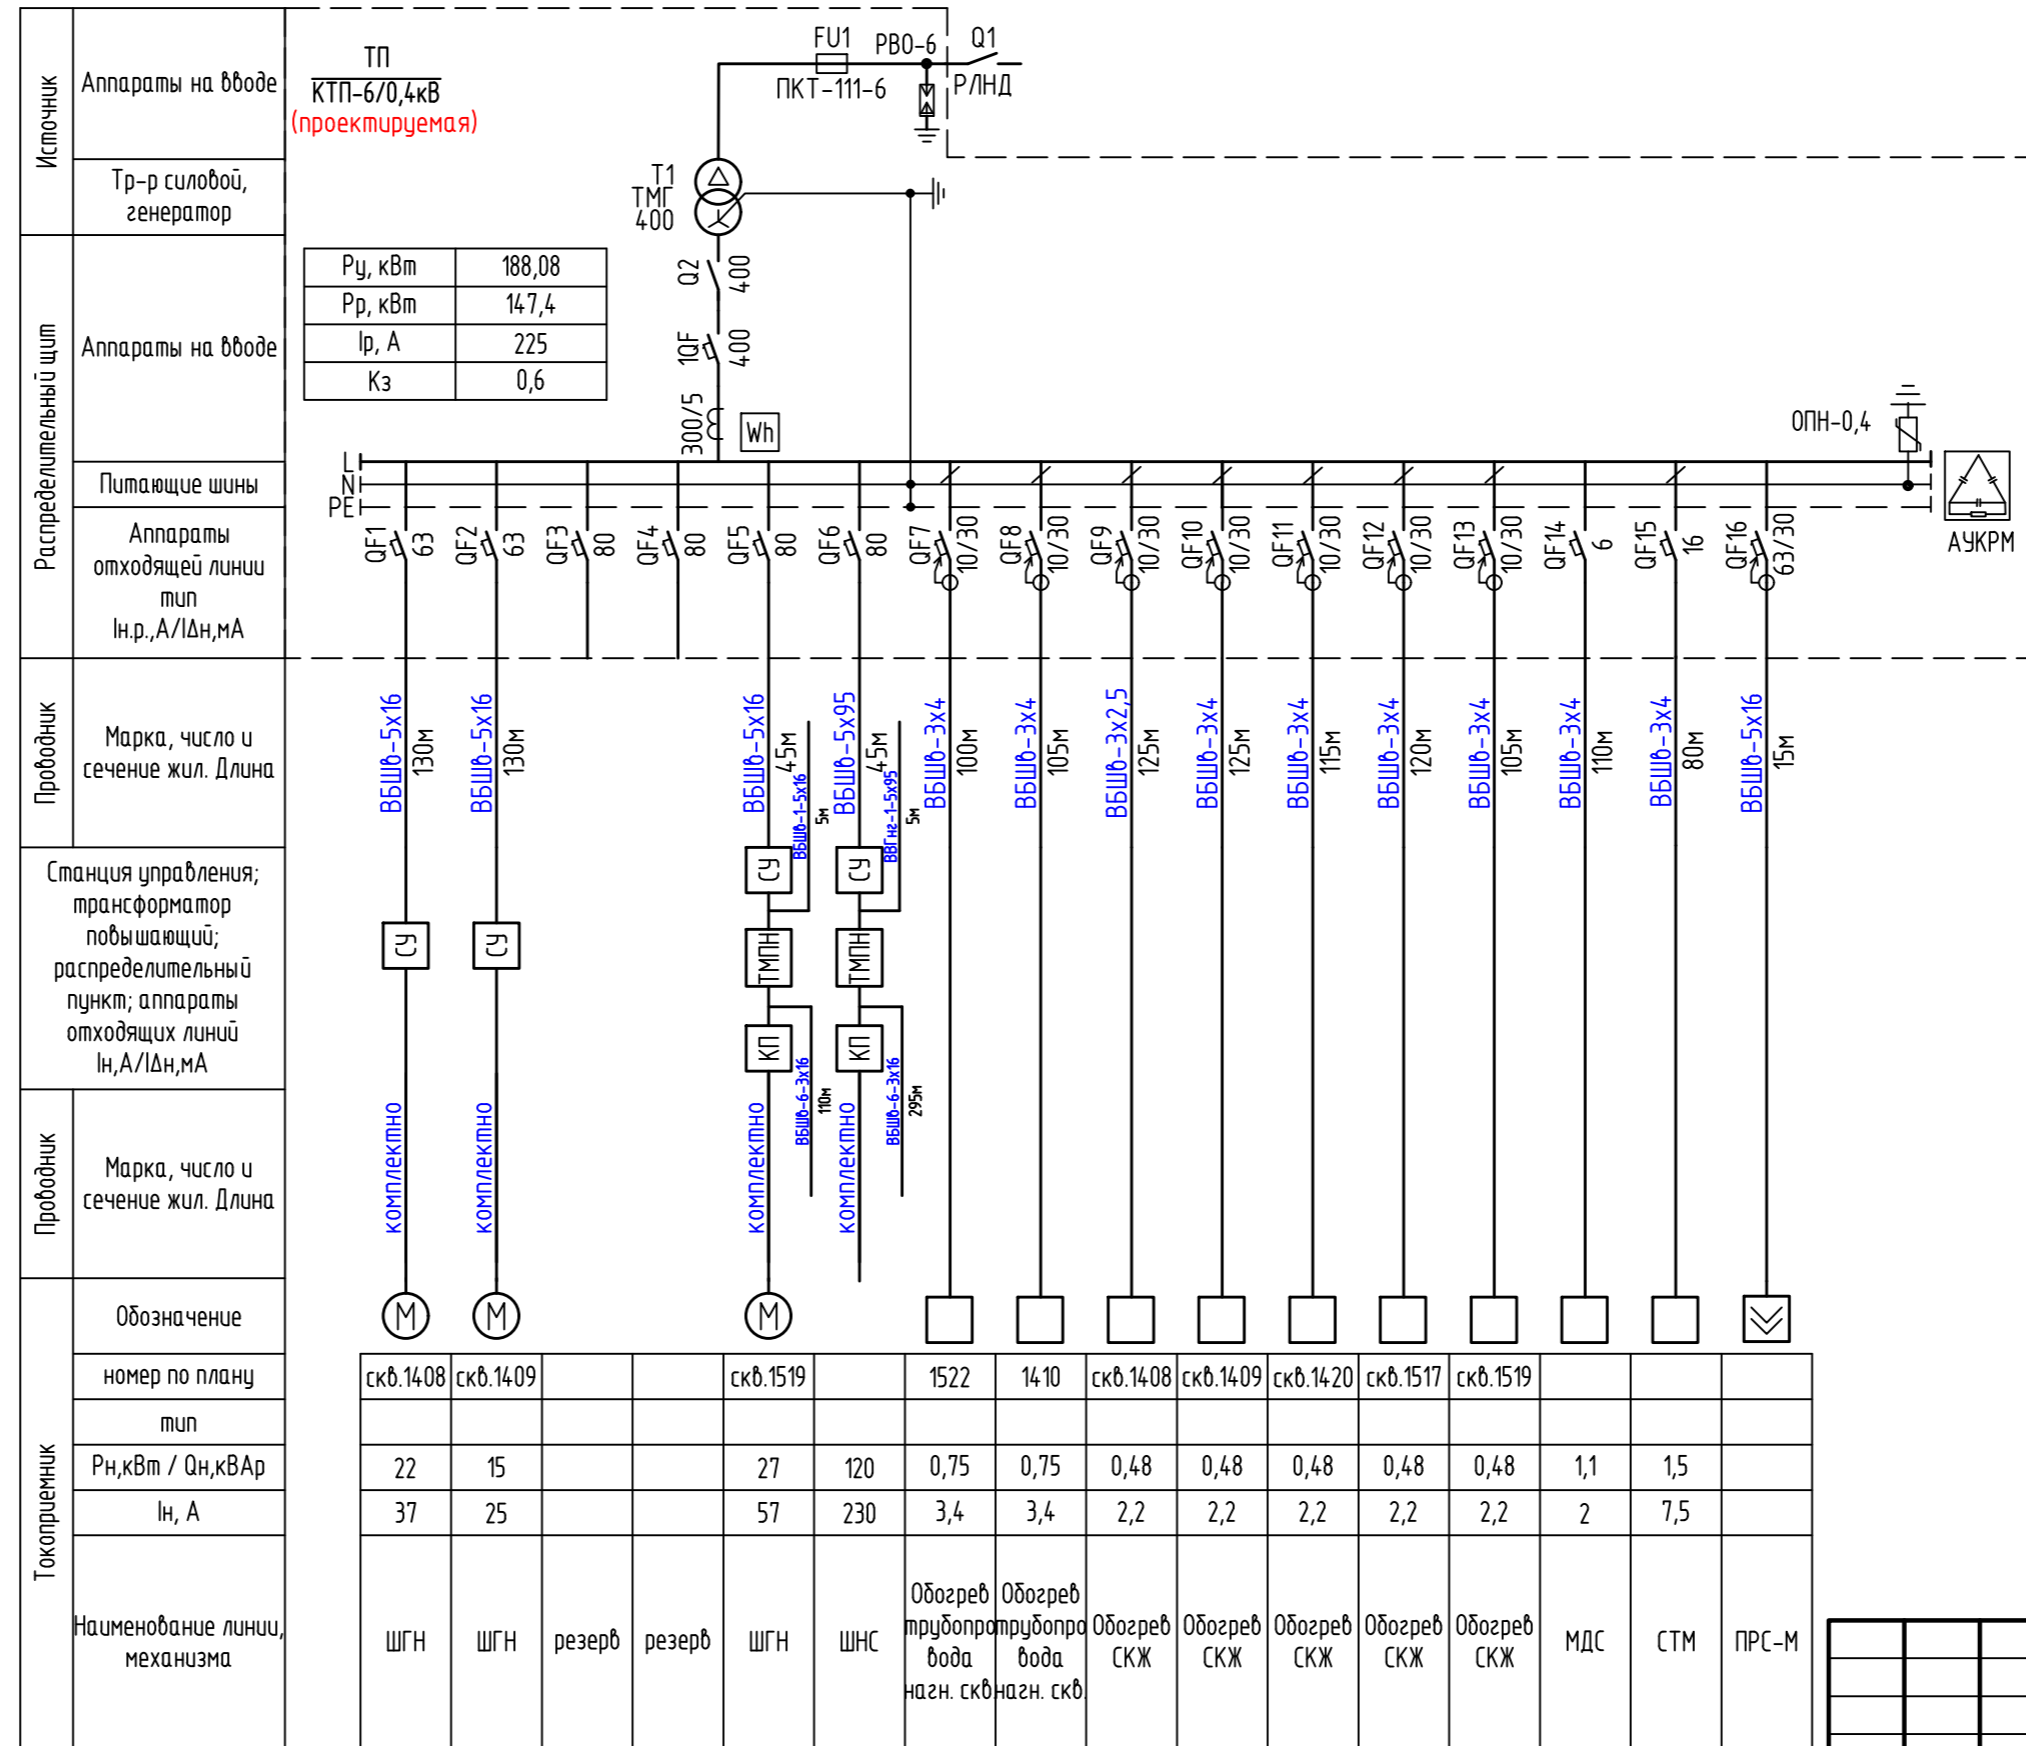 Источник
Аппараты на вводе
Тр-р силовой,
генератор
ТП
КТП-6/0,4кВ
(проектируемая)
FU1
ПКТ-111-6
РВО-6
Q1
РЛНД
Т1
ТМГ
400
Распределительный щит
Аппараты на вводе
Ру, кВт 188,08
Рр, кВт 147,4
Iр, А 225
Кз 0,6
Q2
400
1QF
400
300/5
Wh
ОПН-0,4
АУКРМ
Питающие шины
L
N
PE
Аппараты
отходящей линии
тип
Iн.р.,А/IΔн,мА
QF1 63
QF2 63
QF3 80
QF4 80
QF5 80
QF6 80
QF7 10/30
QF8 10/30
QF9 10/30
QF10 10/30
QF11 10/30
QF12 10/30
QF13 10/30
QF14 6
QF15 16
QF16 63/30
Проводник
Марка, число и
сечение жил. Длина
ВБШв-5х16 130м
ВБШв-5х16 130м
ВБШв-5х16 45м
ВБШв-1-5х16 5м
ВБШв-5х95 45м
ВВГнг-1-5х95 5м
ВБШв-3х4 100м
ВБШв-3х4 105м
ВБШв-3х2,5 125м
ВБШв-3х4 125м
ВБШв-3х4 115м
ВБШв-3х4 120м
ВБШв-3х4 105м
ВБШв-3х4 110м
ВБШв-3х4 80м
ВБШв-5х16 15м
Станция управления;
трансформатор
повышающий;
распределительный
пункт; аппараты
отходящих линий
Iн,А/IΔн,мА
СУ
СУ
СУ
ТМПН
КП
СУ
ТМПН
КП
Проводник
Марка, число и
сечение жил. Длина
комплектно
комплектно
комплектно
ВБШв-6-3х16 110м
комплектно
ВБШв-6-3х16 295м
Токоприемник
Обозначение
М М М
номер по плану скв.1408 скв.1409 скв.1519 1522 1410 скв.1408 скв.1409 скв.1420 скв.1517 скв.1519
тип
Рн,кВт / Qн,кВАр 22 15 27 120 0,75 0,75 0,48 0,48 0,48 0,48 0,48 1,1 1,5
Iн, А 37 25 57 230 3,4 3,4 2,2 2,2 2,2 2,2 2,2 2 7,5
Наименование линии,
механизма
ШГН
ШГН
резерв
резерв
ШГН
ШНС
Обогрев
трубопро
вода
нагн. скв.
Обогрев
трубопро
вода
нагн. скв.
Обогрев
СКЖ
Обогрев
СКЖ
Обогрев
СКЖ
Обогрев
СКЖ
Обогрев
СКЖ
МДС
СТМ
ПРС-М